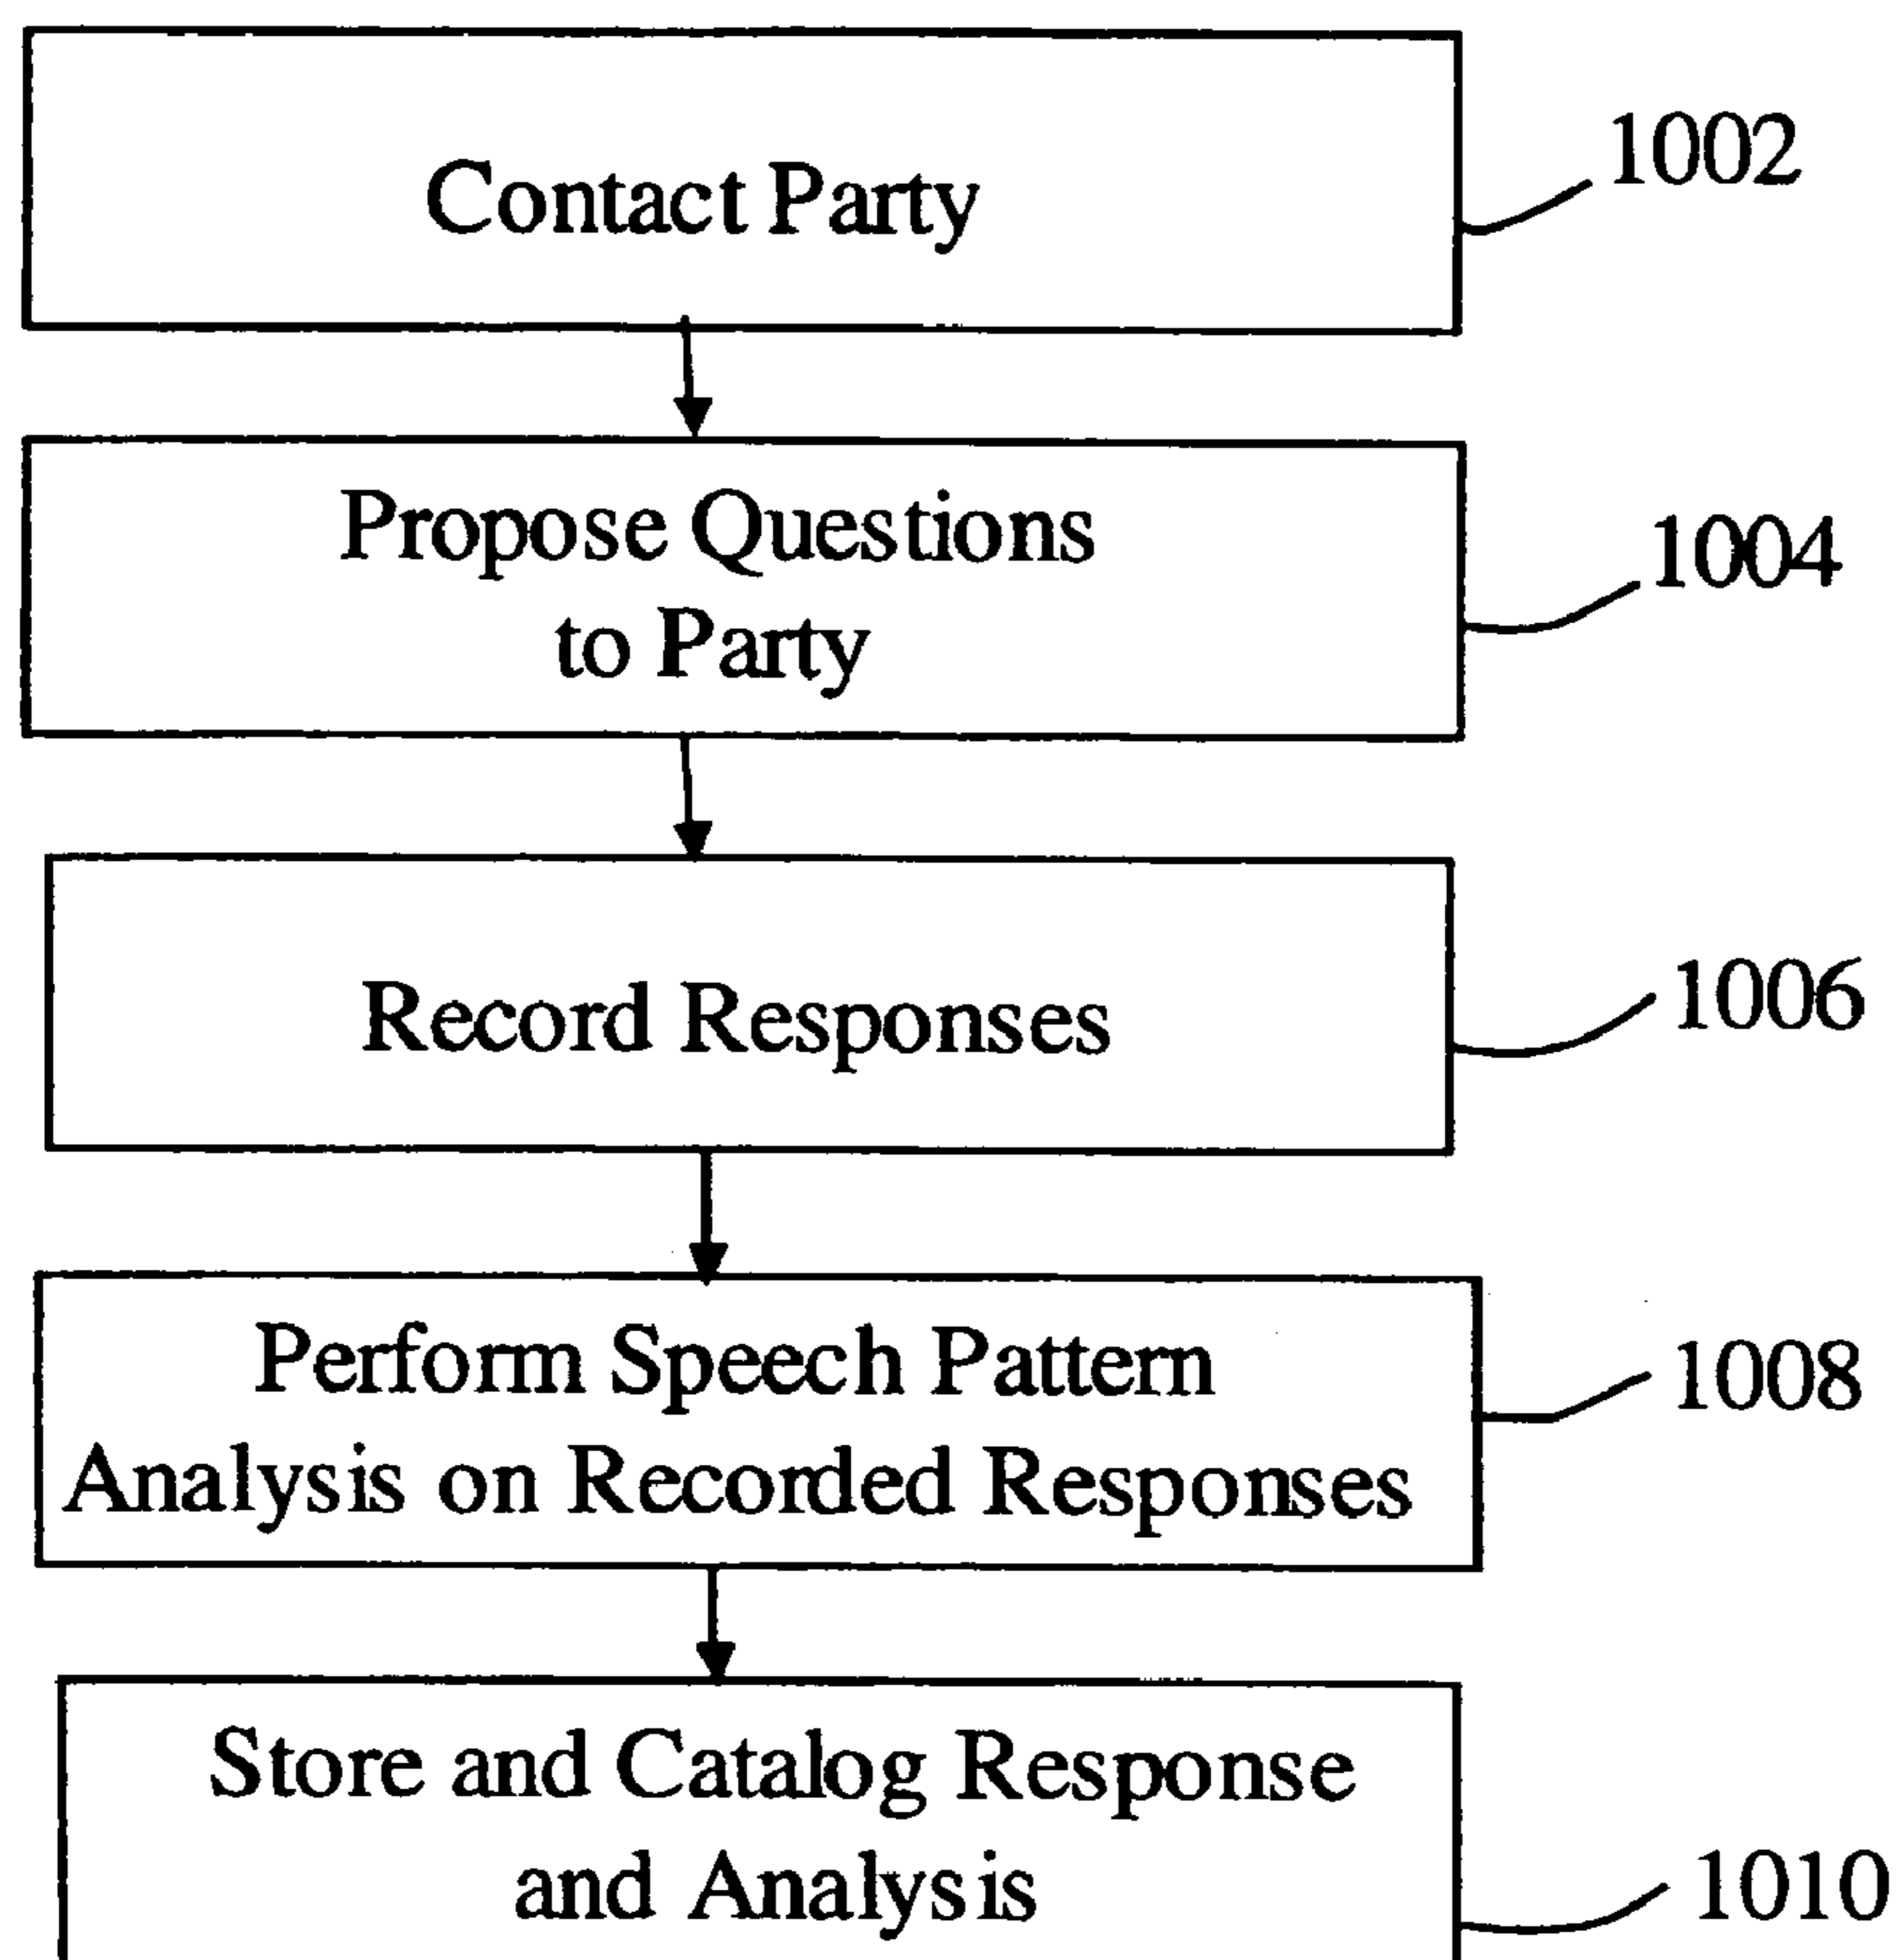 Contact Party
1002
Propose Questions
to Party
1004
Record Responses
1006
Perform Speech Pattern
Analysis on Recorded Responses
1008
Store and Catalog Response
and Analysis
1010